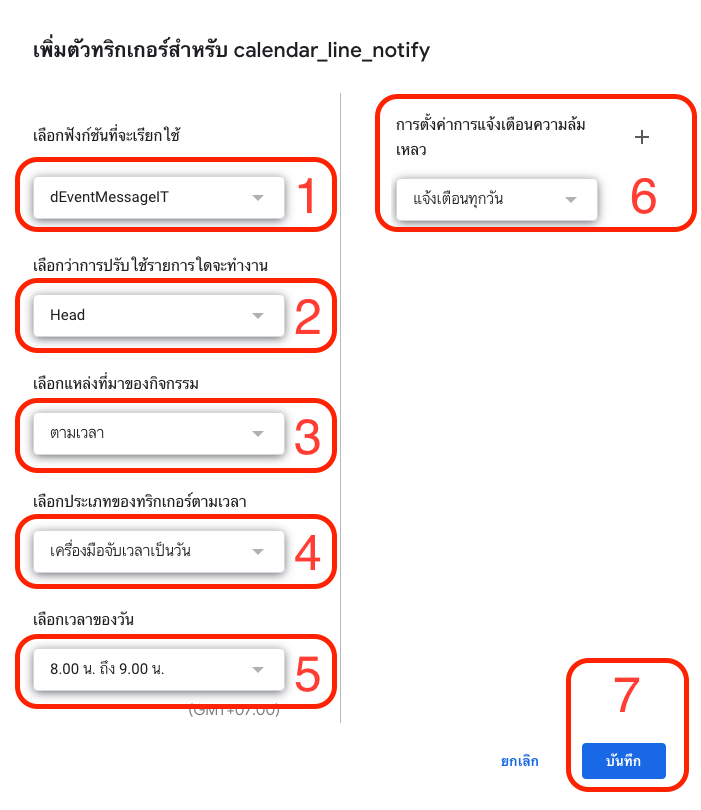 เพิ่มตัวทริกเกอร์สำหรับ calendar_line_notify
เลือกฟังก์ชันที่จะเรียกใช้
dEventMessageIT
1
เลือกว่าการปรับใช้รายการใดจะทำงาน
Head
2
เลือกแหล่งที่มาของกิจกรรม
ตามเวลา
3
เลือกประเภทของทริกเกอร์ตามเวลา
เครื่องมือจับเวลาเป็นวัน
4
เลือกเวลาของวัน
8.00 น. ถึง 9.00 น.
5
(GMT+07:00)
การตั้งค่าการแจ้งเตือนความล้ม
เหลว
+
แจ้งเตือนทุกวัน
6
7
ยกเลิก
บันทึก